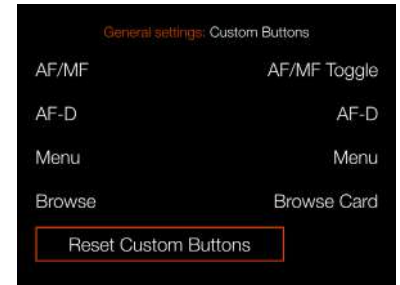 General settings: Custom Buttons
AF/MF AF/MF Toggle
AF-D AF-D
Menu Menu
Browse Browse Card
Reset Custom Buttons